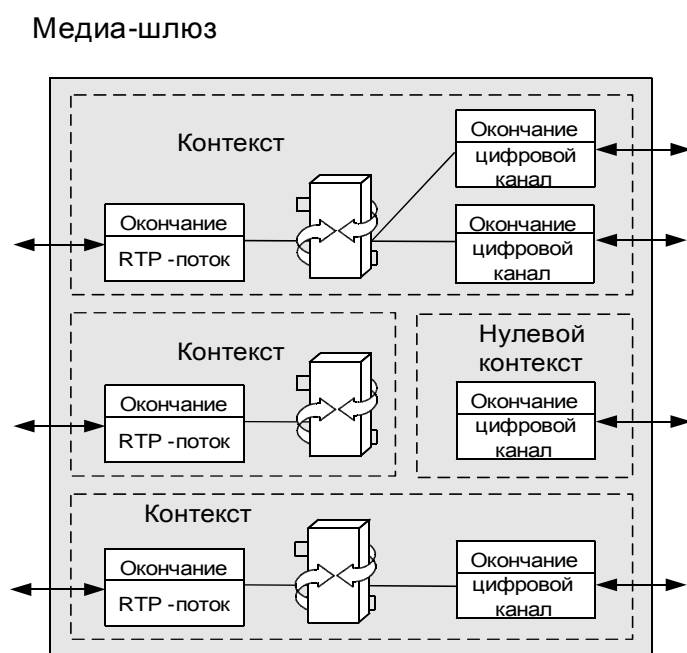 Медиа-шлюз
Контекст
Окончание
цифровой
канал
Окончание
RTP -поток
Окончание
цифровой
канал
Контекст
Окончание
RTP -поток
Нулевой
контекст
Окончание
цифровой
канал
Контекст
Окончание
RTP -поток
Окончание
цифровой
канал